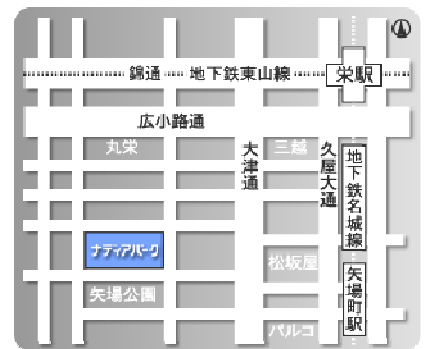 錦通
地下鉄東山線
栄駅
広小路通
丸栄
大津通
三越
久屋大通
地下鉄名城線
ナディアパーク
松坂屋
矢場公園
矢場町駅
パルコ